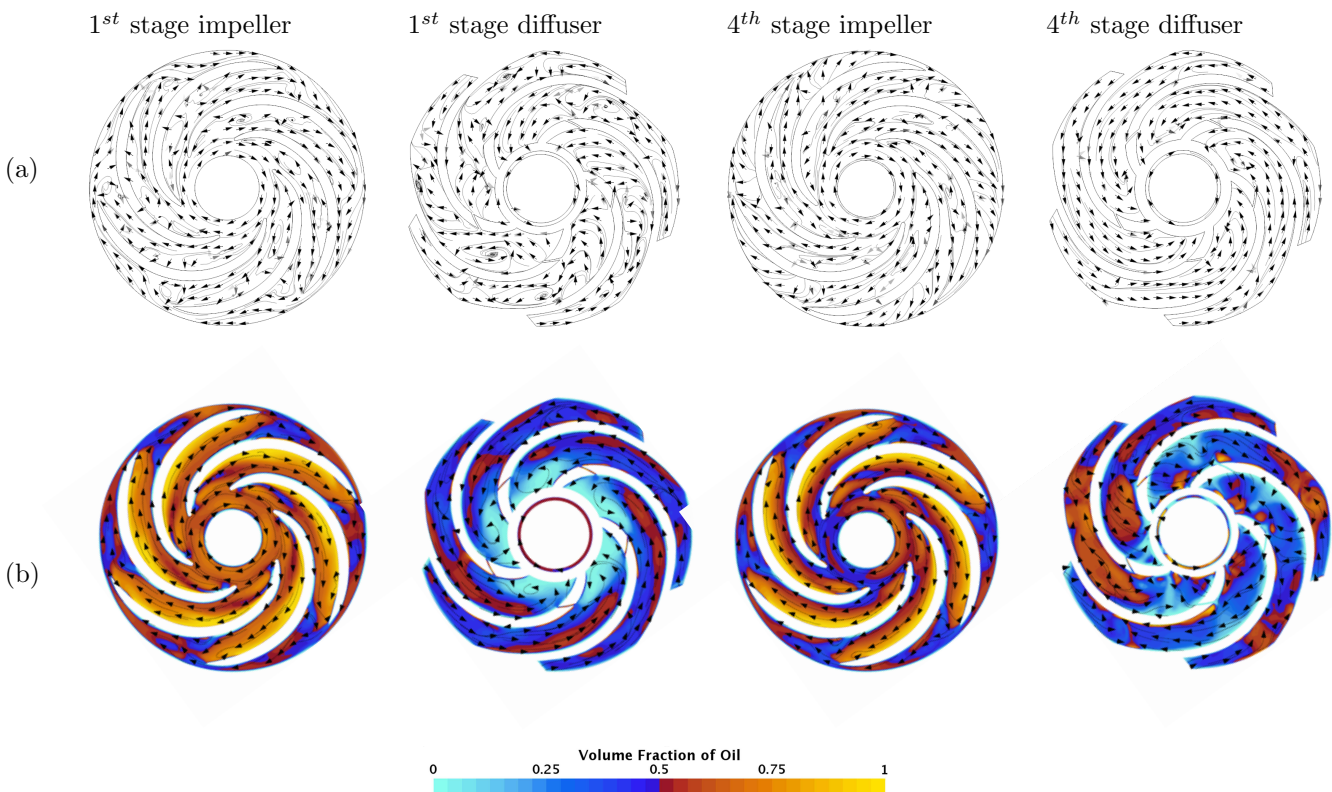 1st stage impeller 1st stage diffuser 4th stage impeller 4th stage diffuser
(a)
(b)
Volume Fraction of Oil
0 0.25 0.5 0.75 1